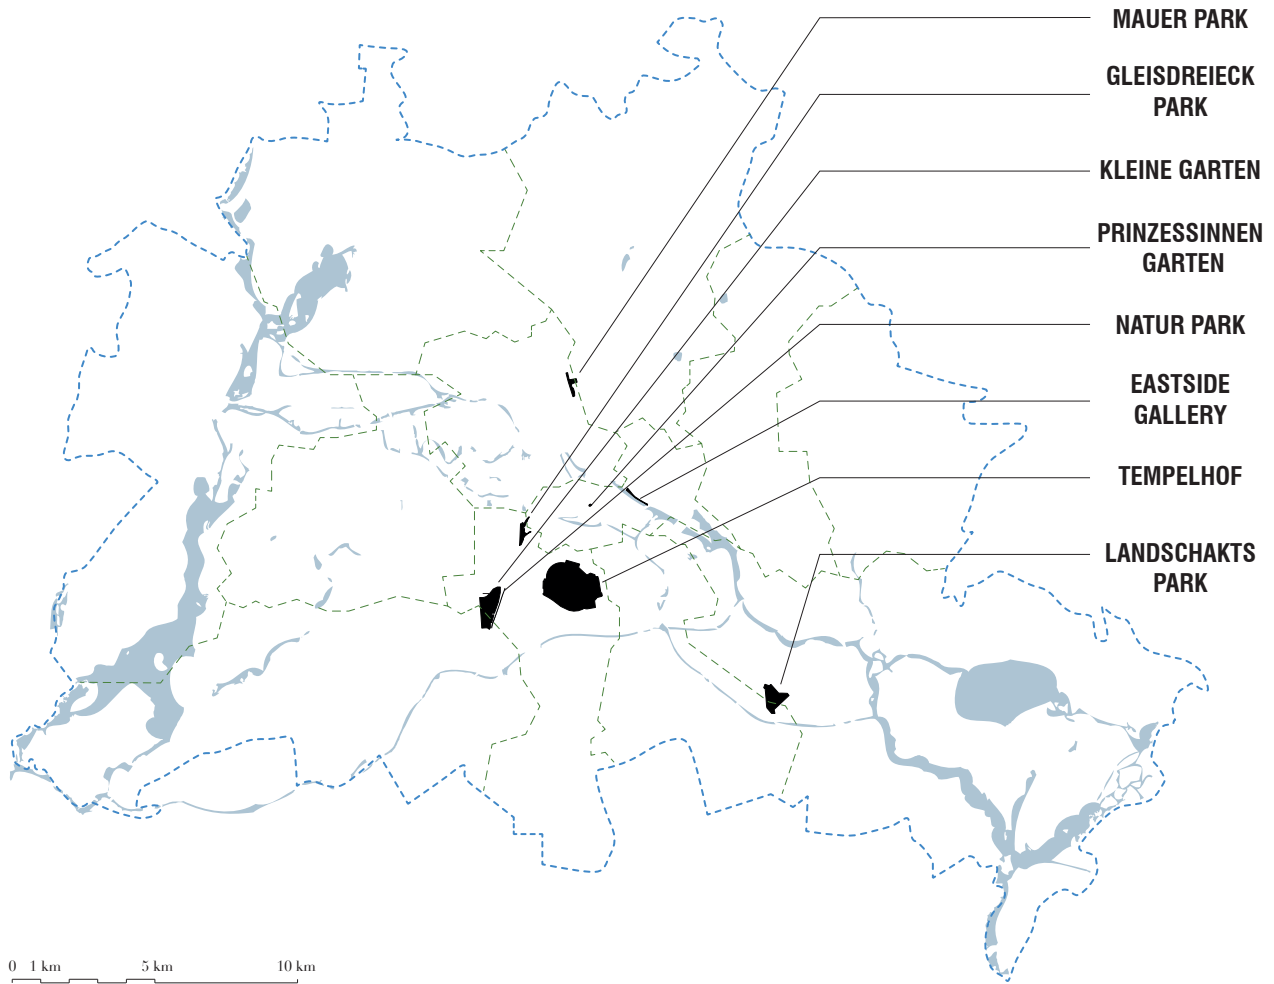 MAUER PARK
GLEISDREIECK
PARK
KLEINE GARTEN
PRINZESSINNEN
GARTEN
NATUR PARK
EASTSIDE
GALLERY
TEMPELHOF
LANDSCHAKTS
PARK
0 1 km 5 km 10 km